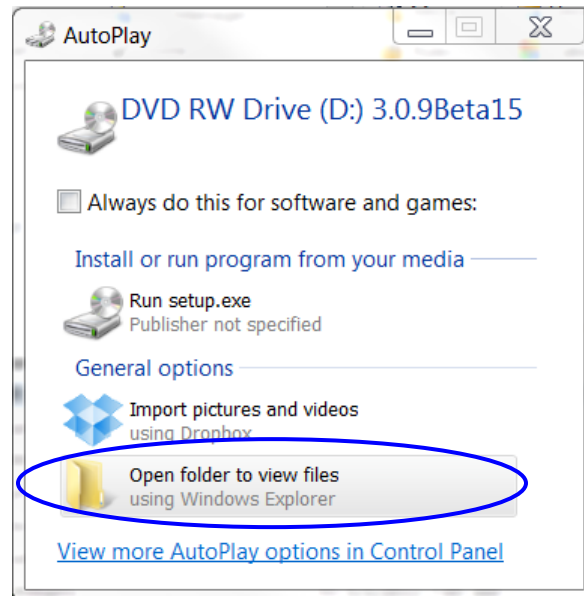 AutoPlay
DVD RW Drive (D:) 3.0.9Beta15
Always do this for software and games:
Install or run program from your media
Run setup.exe
Publisher not specified
General options
Import pictures and videos
using Dropbox
Open folder to view files
using Windows Explorer
View more AutoPlay options in Control Panel